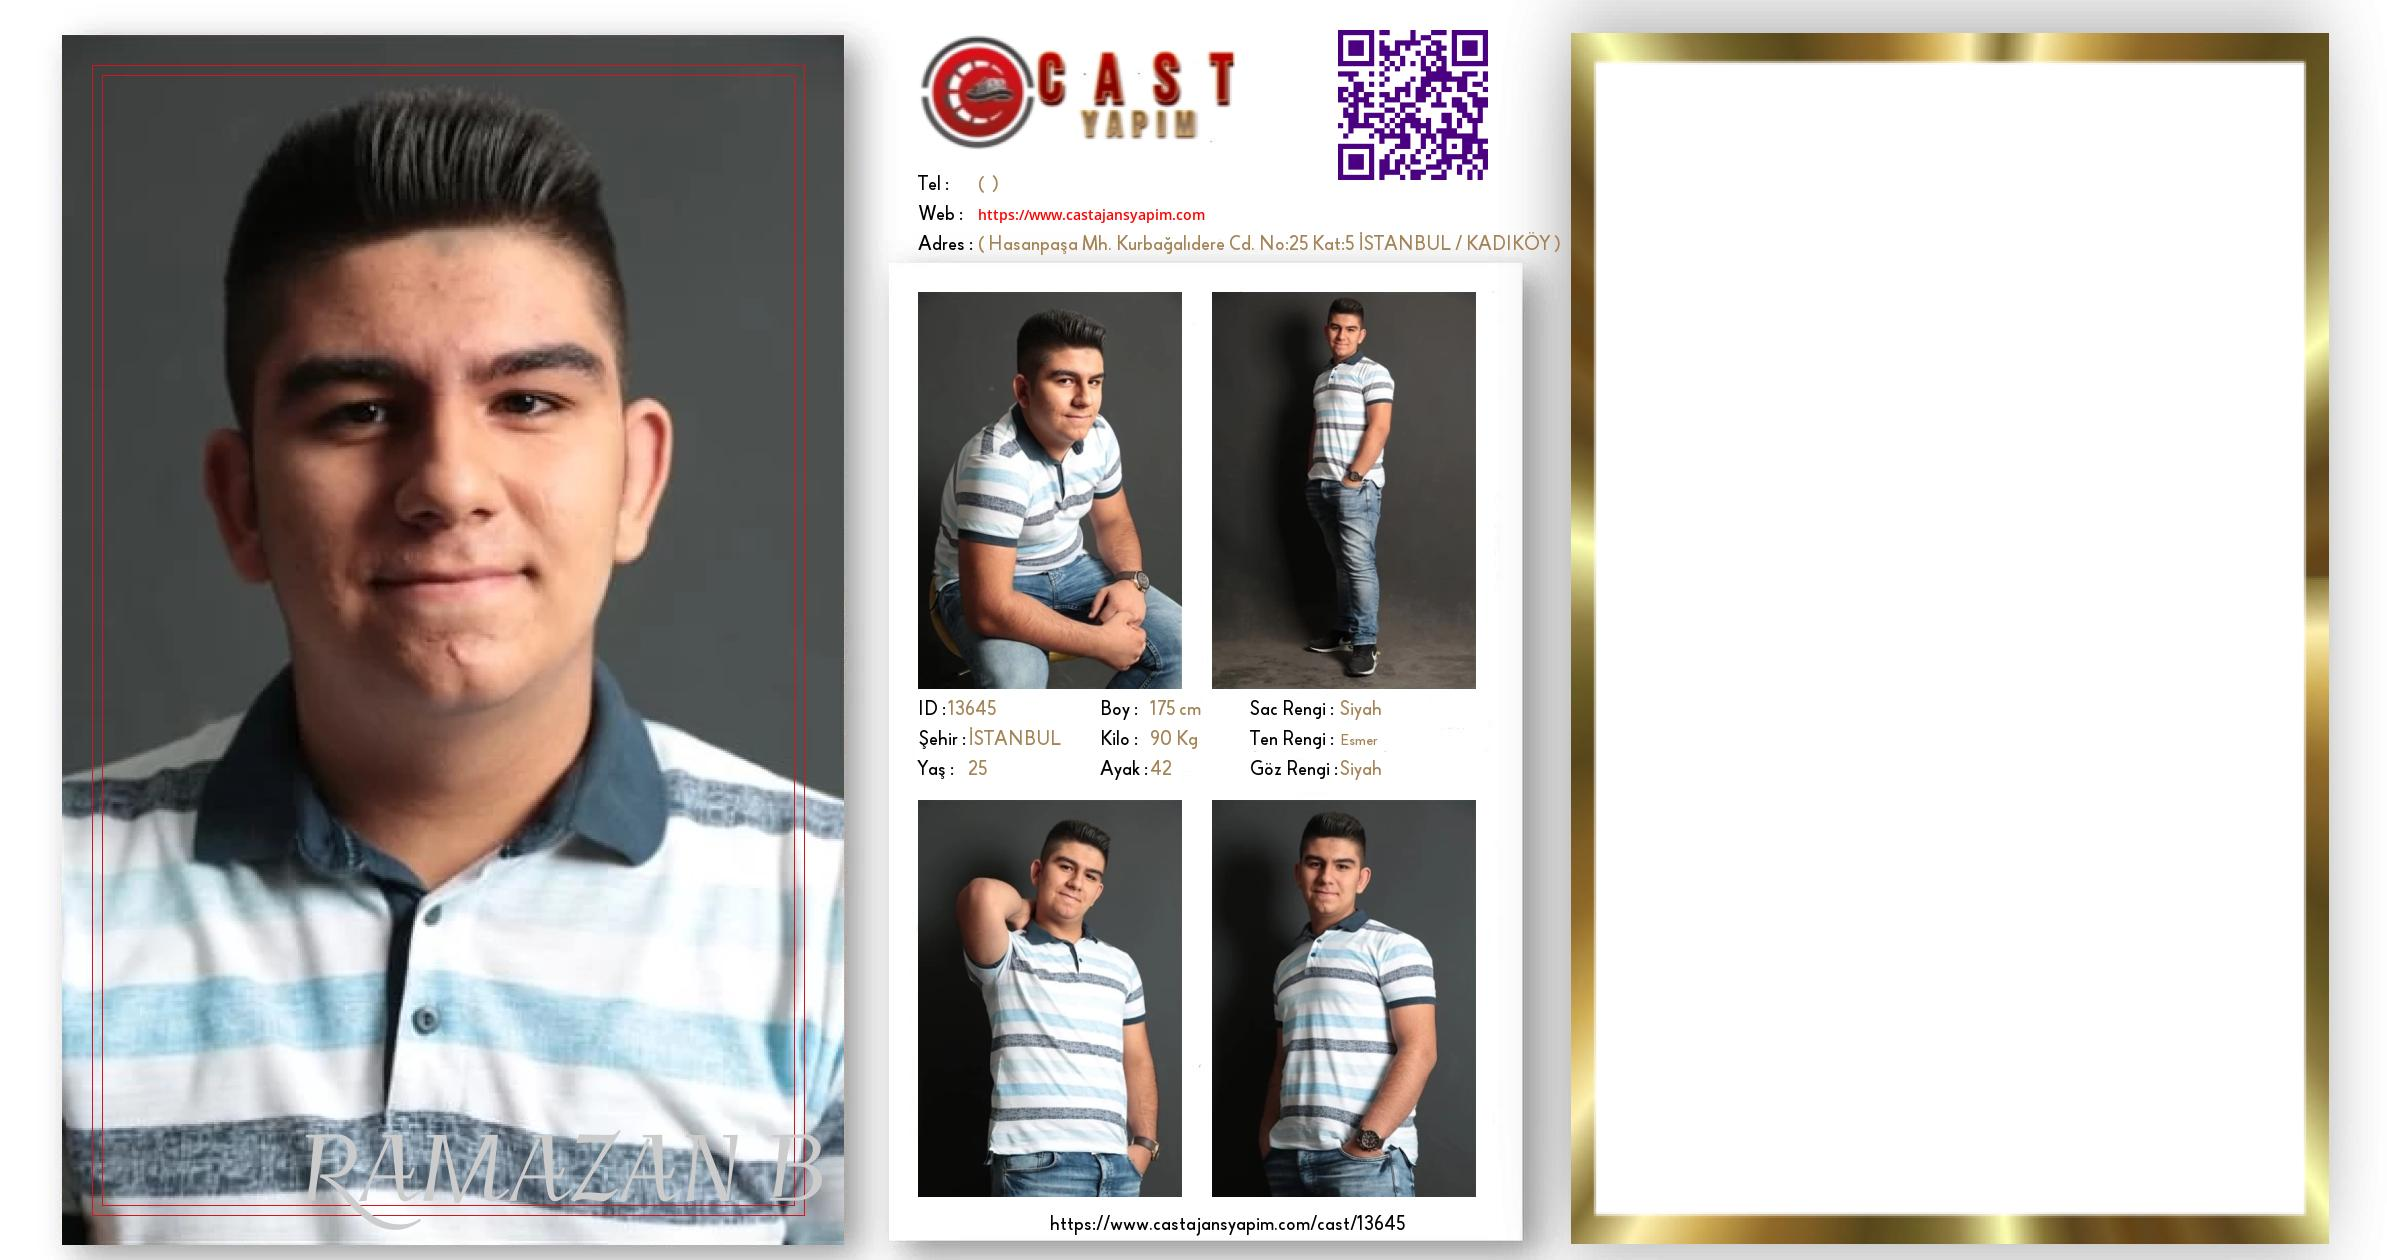 RAMAZAN B
CAST
YAPIM
Tel : ( )
Web : https://www.castajansyapim.com
Adres : ( Hasanpaşa Mh. Kurbağalıdere Cd. No:25 Kat:5 İSTANBUL / KADIKÖY )
ID : 13645 Boy : 175 cm Sac Rengi : Siyah
Şehir : İSTANBUL Kilo : 90 Kg Ten Rengi : Esmer
Yaş : 25 Ayak : 42 Göz Rengi : Siyah
https://www.castajansyapim.com/cast/13645